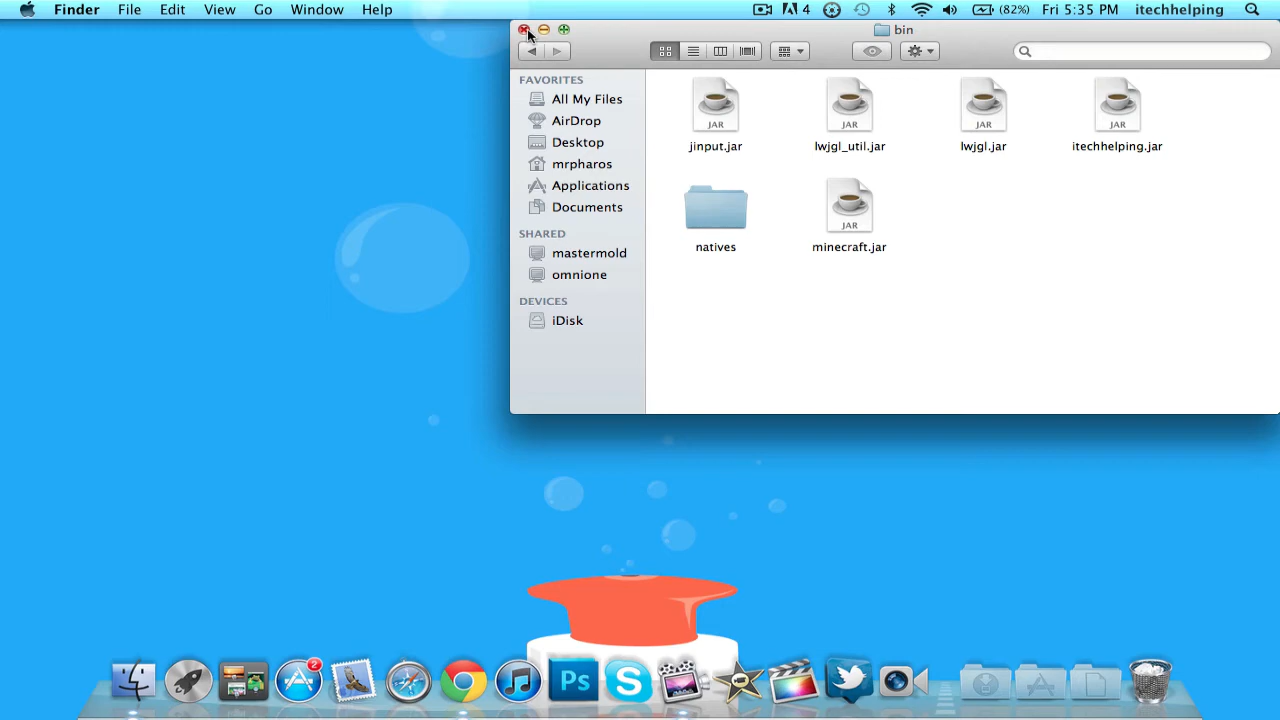 Finder File Edit View Go Window Help 4 (82%) Fri 5:35 PM itechhelping
bin
FAVORITES
All My Files
AirDrop
Desktop
mrpharos
Applications
Documents
SHARED
mastermold
omnione
DEVICES
iDisk
JAR JAR JAR JAR
jinput.jar lwjgl_util.jar lwjgl.jar itechhelping.jar
JAR
natives minecraft.jar
2
Ps